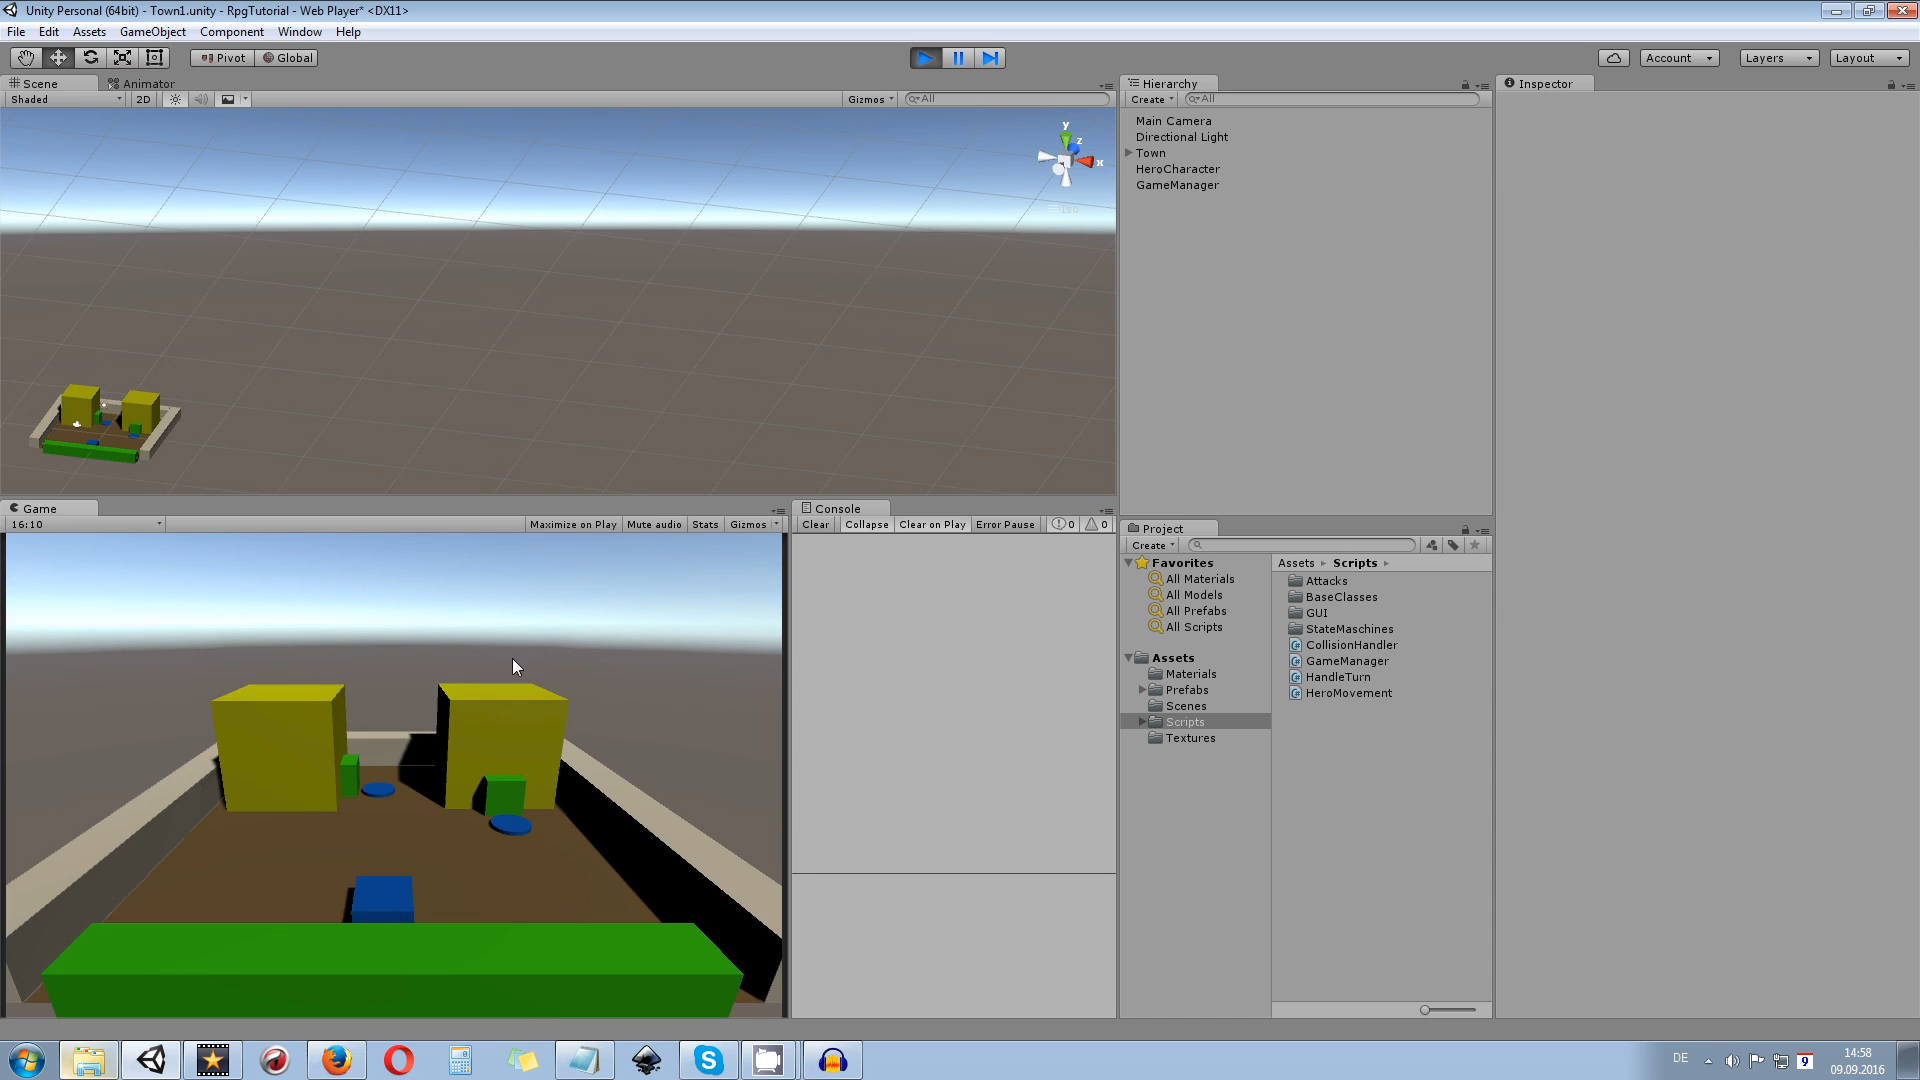 Unity Personal (64bit) - Town1.unity - RpgTutorial - Web Player* <DX11>
File Edit Assets GameObject Component Window Help
Pivot Global Account Layers Layout
Scene Animator
Shaded 2D Gizmos All
y
z
x
Iso
Hierarchy
Create All
Main Camera
Directional Light
Town
HeroCharacter
GameManager
Inspector
Game
16:10 Maximize on Play Mute audio Stats Gizmos
Console
Clear Collapse Clear on Play Error Pause 0 0
Project
Create
Favorites
All Materials
All Models
All Prefabs
All Scripts
Assets
Materials
Prefabs
Scenes
Scripts
Textures
Assets Scripts
Attacks
BaseClasses
GUI
StateMaschines
CollisionHandler
GameManager
HandleTurn
HeroMovement
DE 9 14:58
09.09.2016